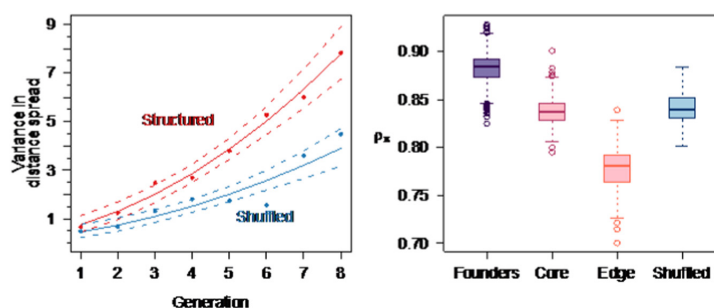 Variance in
distance spread
9
7
5
3
1
Structured
Shuffled
1 2 3 4 5 6 7 8
Generation
ρx
0.90
0.85
0.80
0.75
0.70
Founders Core Edge Shuffled